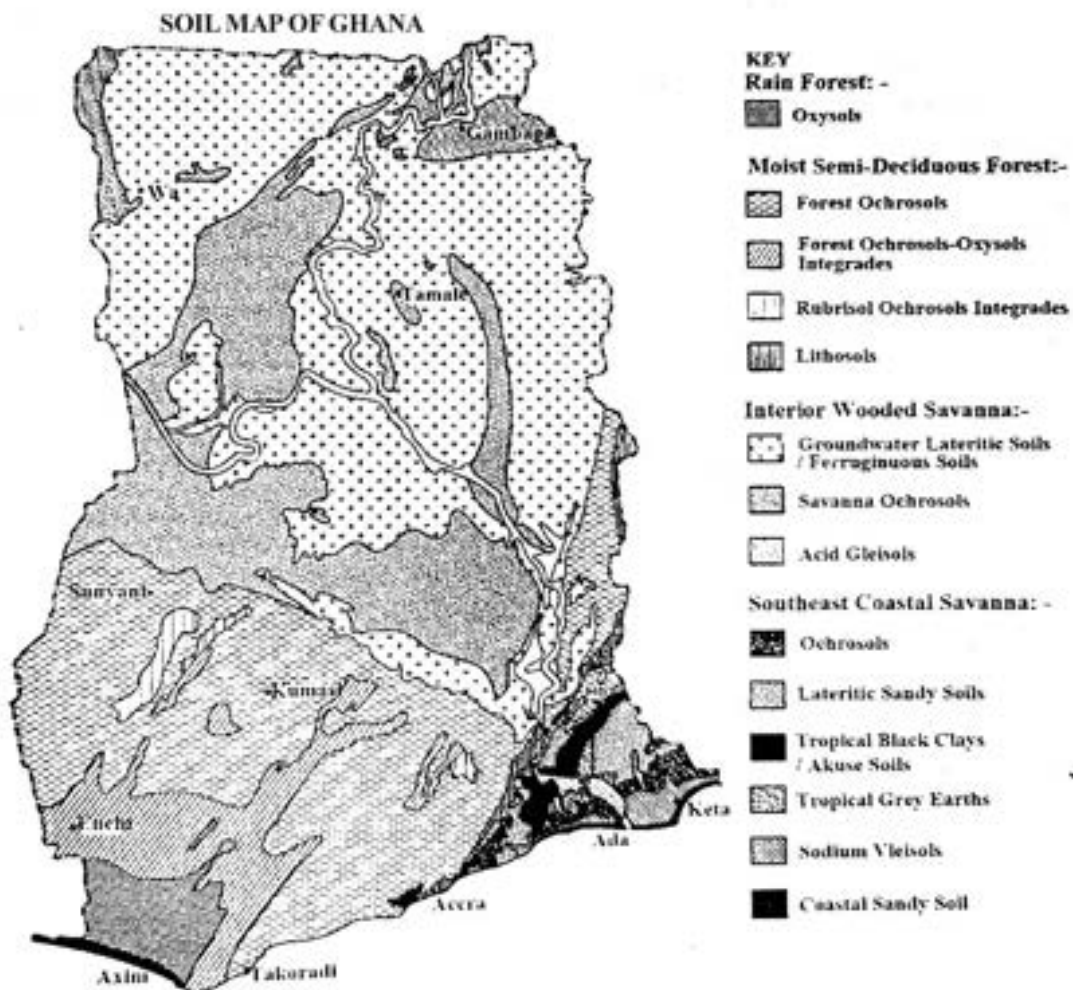 SOIL MAP OF GHANA
Gambaga
Wa
Tamale
Sunyani
Kumasi
Enchi
Keta
Ada
Accra
Axim
Takoradi
KEY
Rain Forest: -
Oxysols
Moist Semi-Deciduous Forest:-
Forest Ochrosols
Forest Ochrosols-Oxysols
Integrades
Rubrisol Ochrosols Integrades
Lithosols
Interior Wooded Savanna:-
Groundwater Lateritic Soils
/ Ferruginuous Soils
Savanna Ochrosols
Acid Gleisols
Southeast Coastal Savanna: -
Ochrosols
Lateritic Sandy Soils
Tropical Black Clays
/ Akuse Soils
Tropical Grey Earths
Sodium Vleisols
Coastal Sandy Soil